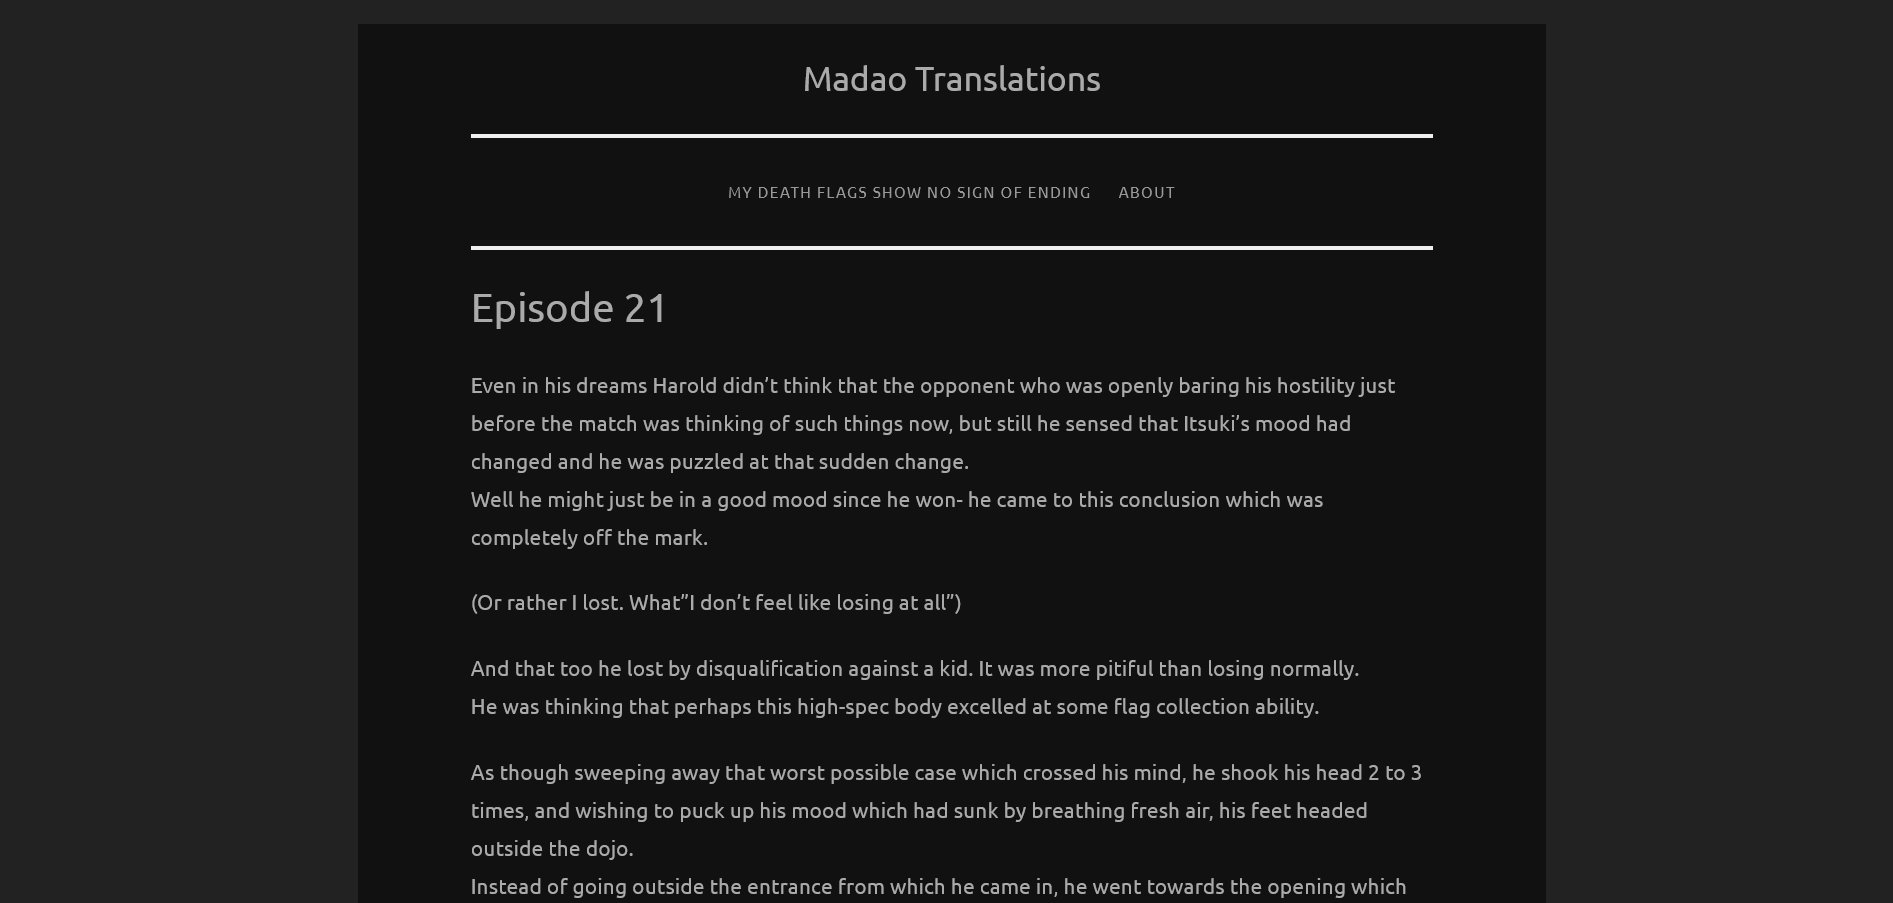 Madao Translations
MY DEATH FLAGS SHOW NO SIGN OF ENDING ABOUT
Episode 21
Even in his dreams Harold didn’t think that the opponent who was openly baring his hostility just
before the match was thinking of such things now, but still he sensed that Itsuki’s mood had
changed and he was puzzled at that sudden change.
Well he might just be in a good mood since he won- he came to this conclusion which was
completely off the mark.
(Or rather I lost. What”I don’t feel like losing at all”)
And that too he lost by disqualification against a kid. It was more pitiful than losing normally.
He was thinking that perhaps this high-spec body excelled at some flag collection ability.
As though sweeping away that worst possible case which crossed his mind, he shook his head 2 to 3
times, and wishing to puck up his mood which had sunk by breathing fresh air, his feet headed
outside the dojo.
Instead of going outside the entrance from which he came in, he went towards the opening which